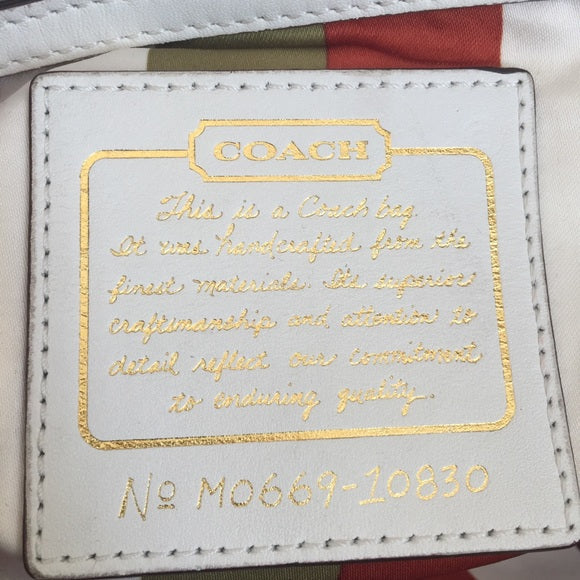 COACH
This is a Coach bag.
It was handcrafted from the
finest materials. Its superior
craftsmanship and attention to
detail reflect our commitment
to enduring quality.
No M0669-10830